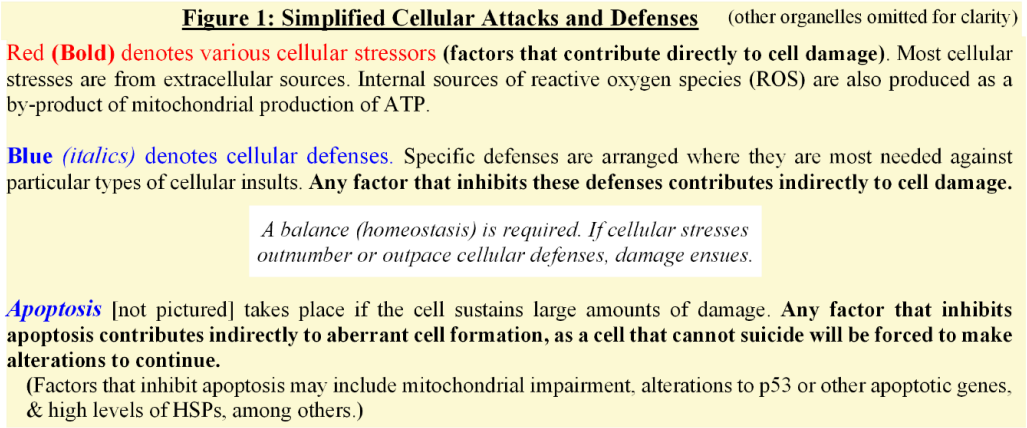 Figure 1: Simplified Cellular Attacks and Defenses (other organelles omitted for clarity)
Red (Bold) denotes various cellular stressors (factors that contribute directly to cell damage). Most cellular
stresses are from extracellular sources. Internal sources of reactive oxygen species (ROS) are also produced as a
by-product of mitochondrial production of ATP.
Blue (italics) denotes cellular defenses. Specific defenses are arranged where they are most needed against
particular types of cellular insults. Any factor that inhibits these defenses contributes indirectly to cell damage.
A balance (homeostasis) is required. If cellular stresses
outnumber or outpace cellular defenses, damage ensues.
Apoptosis [not pictured] takes place if the cell sustains large amounts of damage. Any factor that inhibits
apoptosis contributes indirectly to aberrant cell formation, as a cell that cannot suicide will be forced to make
alterations to continue.
(Factors that inhibit apoptosis may include mitochondrial impairment, alterations to p53 or other apoptotic genes,
& high levels of HSPs, among others.)